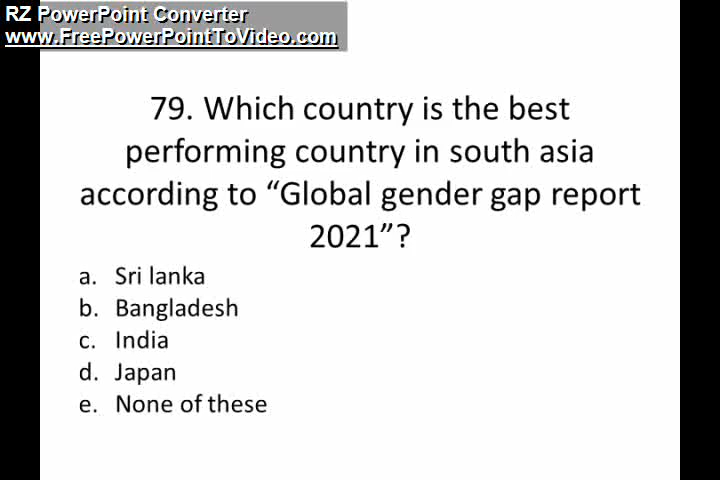 RZ PowerPoint Converter
www.FreePowerPointToVideo.com
79. Which country is the best
performing country in south asia
according to “Global gender gap report
2021”?
a. Sri lanka
b. Bangladesh
c. India
d. Japan
e. None of these